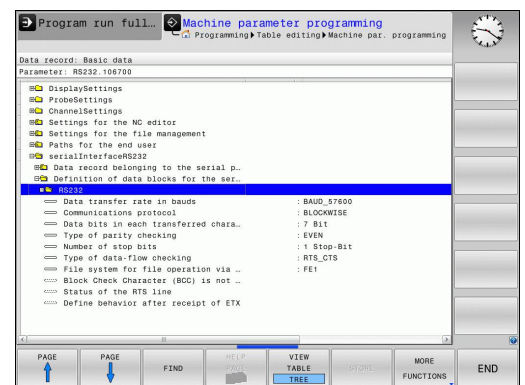 Program run full… Machine parameter programming
Programming Table editing Machine par. programming
Data record: Basic data
Parameter: RS232.106700
DisplaySettings
ProbeSettings
ChannelSettings
Settings for the NC editor
Settings for the file management
Paths for the end user
serialInterfaceRS232
Data record belonging to the serial p…
Definition of data blocks for the ser…
RS232
Data transfer rate in bauds : BAUD_57600
Communications protocol : BLOCKWISE
Data bits in each transferred chara… : 7 Bit
Type of parity checking : EVEN
Number of stop bits : 1 Stop-Bit
Type of data-flow checking : RTS_CTS
File system for file operation via … : FE1
Block Check Character (BCC) is not …
Status of the RTS line
Define behavior after receipt of ETX
PAGE PAGE FIND HELP PAGE VIEW TABLE TREE STORE MORE FUNCTIONS END